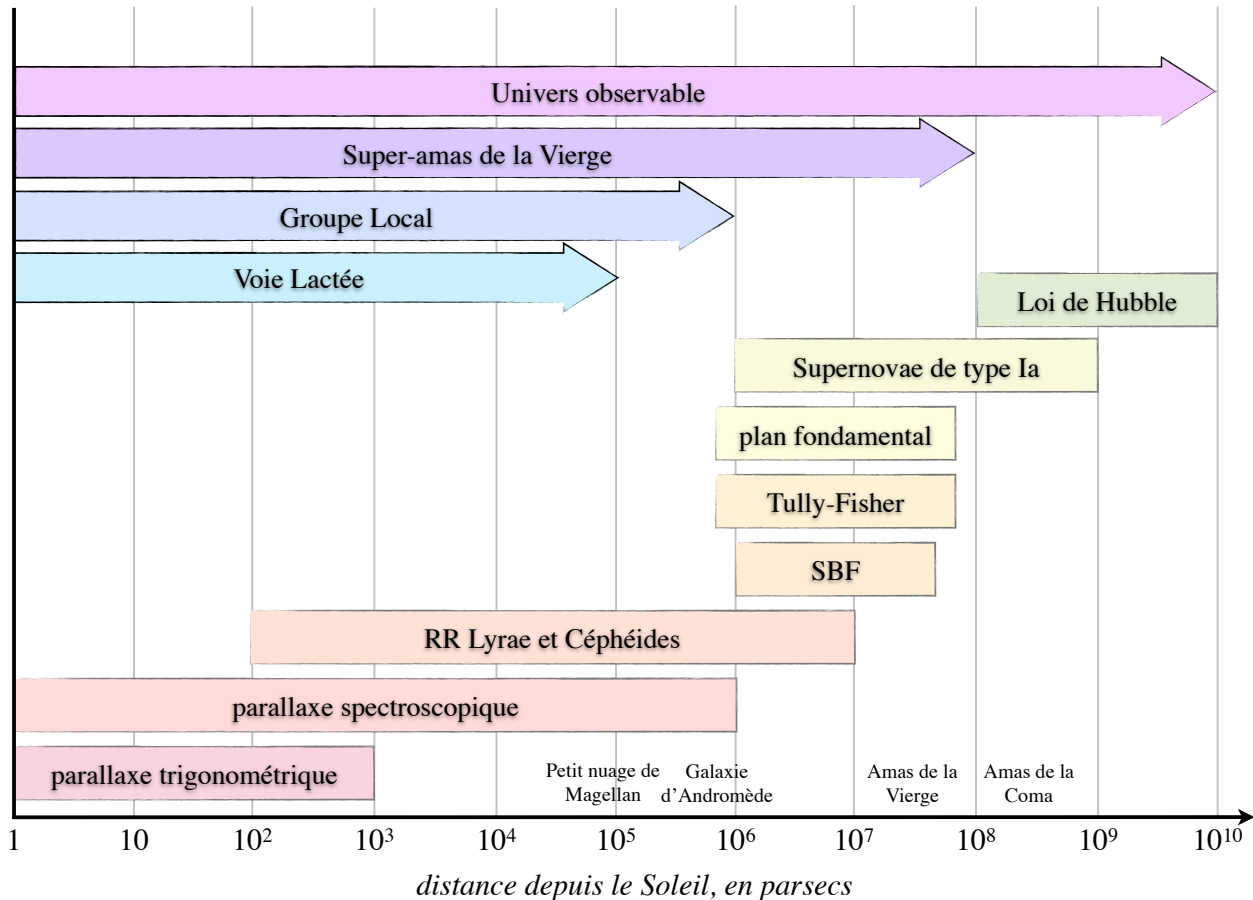 Univers observable
Super-amas de la Vierge
Groupe Local
Voie Lactée
Loi de Hubble
Supernovae de type Ia
plan fondamental
Tully-Fisher
SBF
RR Lyrae et Céphéides
parallaxe spectroscopique
parallaxe trigonométrique
Petit nuage de
Magellan
Galaxie
d’Andromède
Amas de la
Vierge
Amas de la
Coma
1 10 10² 10³ 10⁴ 10⁵ 10⁶ 10⁷ 10⁸ 10⁹ 10¹⁰
distance depuis le Soleil, en parsecs